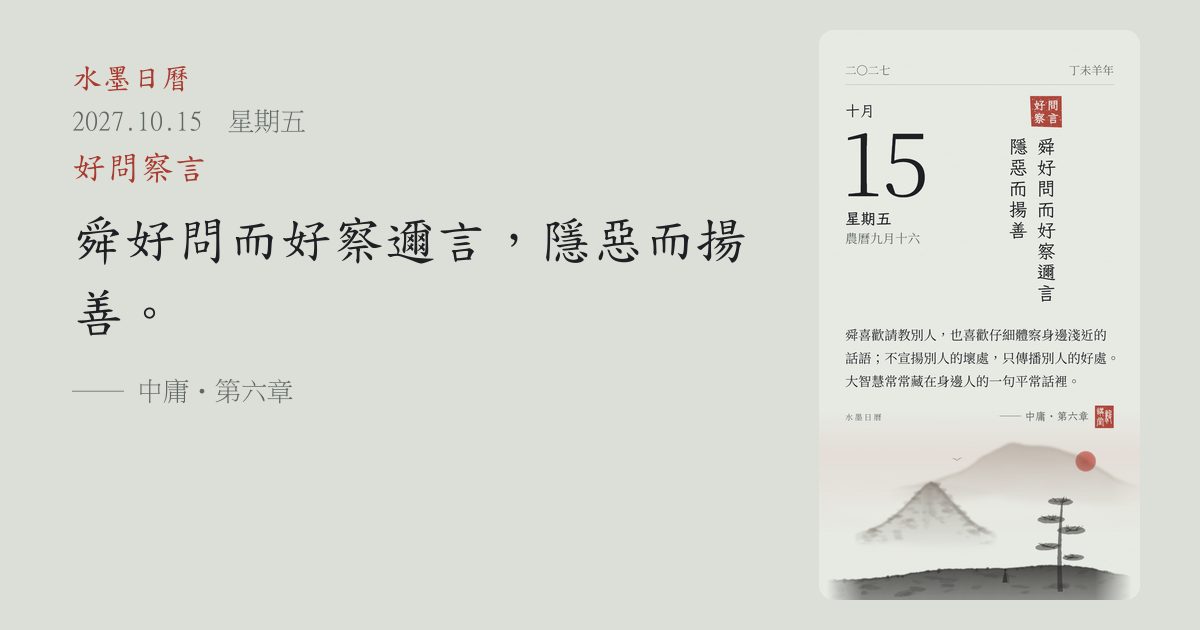 水墨日曆
2027.10.15 星期五
好問察言
舜好問而好察邇言，隱惡而揚
善。
—— 中庸・第六章
二〇二七
丁未羊年
十月
15
星期五
農曆九月十六
問言
好察
舜好問而好察邇言
隱惡而揚善
舜喜歡請教別人，也喜歡仔細體察身邊淺近的
話語；不宣揚別人的壞處，只傳播別人的好處。
大智慧常常藏在身邊人的一句平常話裡。
水墨日曆
—— 中庸・第六章